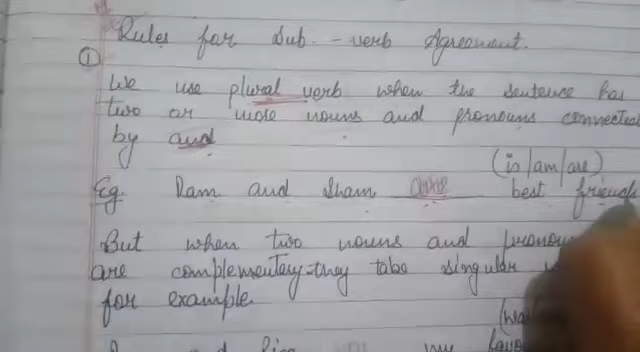 Rules for Sub - verb Agreement.
①
We use plural verb when the sentence has
two or more nouns and pronouns connected
by and
(is/am/are)
Eg. Ram and Sham best friends
But when two nouns and
are complementary they take singular
for example
my